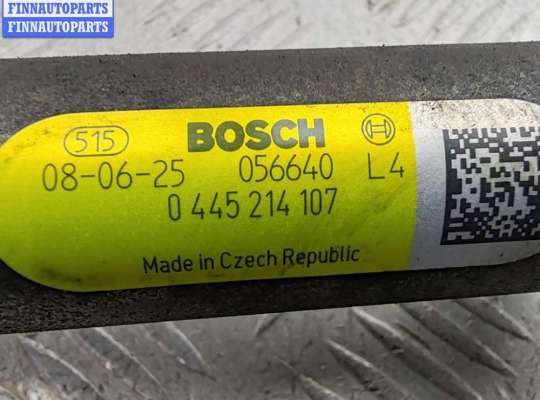 FINNAUTOPARTS
FINNAUTOPARTS
515 BOSCH
08-06-25 056640 L4
0 445 214 107
Made in Czech Republic